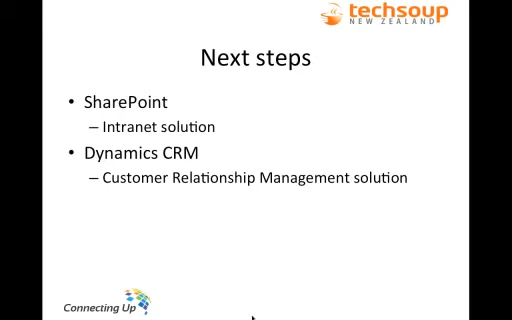 techsoup
NEW ZEALAND
Next steps
• SharePoint
– Intranet solution
• Dynamics CRM
– Customer Relationship Management solution
Connecting Up